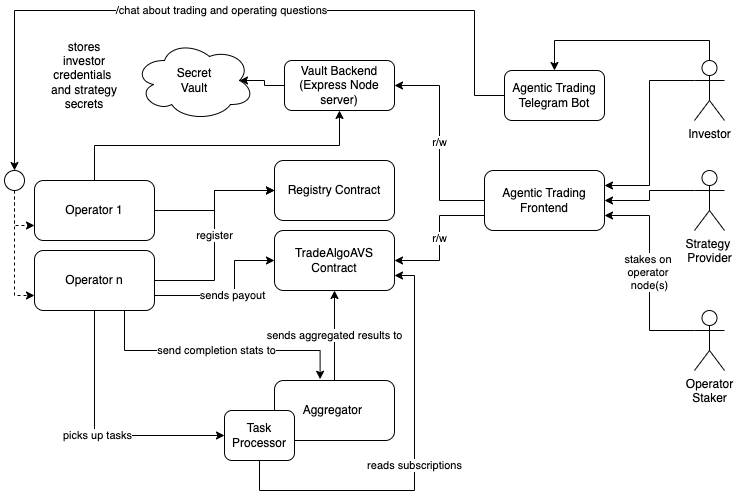 /chat about trading and operating questions
stores
investor
credentials
and strategy
secrets
Secret
Vault
Vault Backend
(Express Node
server)
Agentic Trading
Telegram Bot
Investor
r/w
Operator 1
Registry Contract
Agentic Trading
Frontend
register
r/w
Strategy
Provider
Operator n
TradeAlgoAVS
Contract
stakes on
operator
node(s)
sends payout
sends aggregated results to
send completion stats to
Operator
Staker
Aggregator
Task
Processor
picks up tasks
reads subscriptions